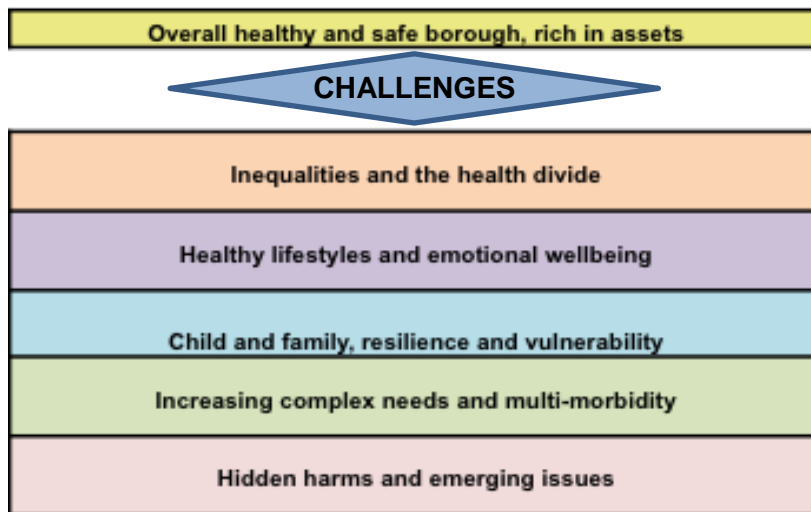 Overall healthy and safe borough, rich in assets
CHALLENGES
Inequalities and the health divide
Healthy lifestyles and emotional wellbeing
Child and family, resilience and vulnerability
Increasing complex needs and multi-morbidity
Hidden harms and emerging issues